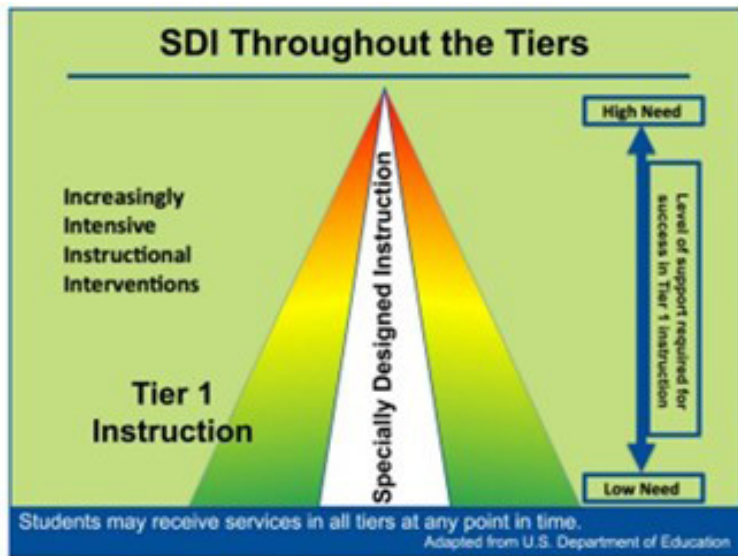 SDI Throughout the Tiers
High Need
Increasingly
Intensive
Instructional
Interventions
Specially Designed Instruction
Level of support required for
success in Tier 1 instruction
Tier 1
Instruction
Low Need
Students may receive services in all tiers at any point in time.
Adapted from U.S. Department of Education